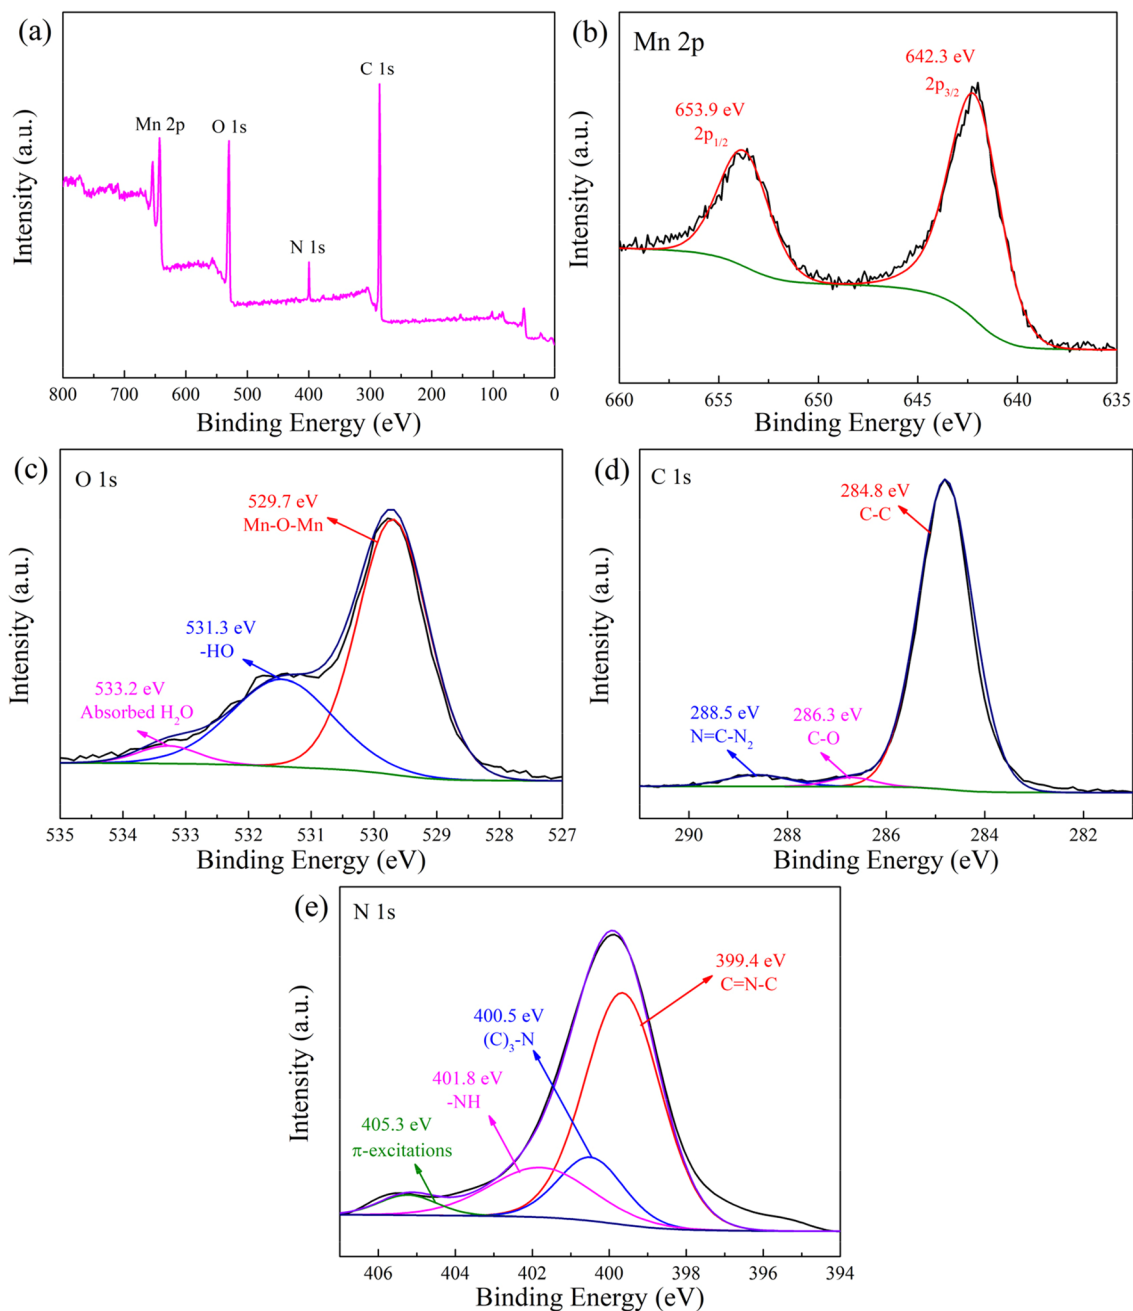 (a)
C 1s
Mn 2p
O 1s
N 1s
Intensity (a.u.)
800 700 600 500 400 300 200 100 0
Binding Energy (eV)
(b)
Mn 2p
642.3 eV
2p3/2
653.9 eV
2p1/2
Intensity (a.u.)
660 655 650 645 640 635
Binding Energy (eV)
(c)
O 1s
529.7 eV
Mn-O-Mn
531.3 eV
-HO
533.2 eV
Absorbed H2O
Intensity (a.u.)
535 534 533 532 531 530 529 528 527
Binding Energy (eV)
(d)
C 1s
284.8 eV
C-C
288.5 eV
N=C-N2
286.3 eV
C-O
Intensity (a.u.)
290 288 286 284 282
Binding Energy (eV)
(e)
N 1s
399.4 eV
C=N-C
400.5 eV
(C)3-N
401.8 eV
-NH
405.3 eV
π-excitations
Intensity (a.u.)
406 404 402 400 398 396 394
Binding Energy (eV)